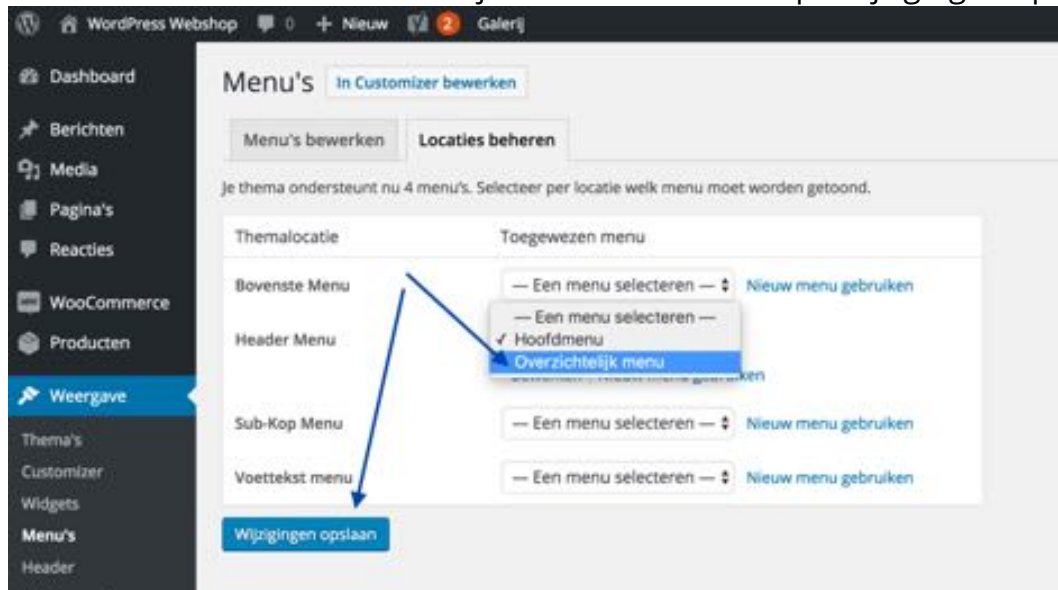 WordPress Webshop 0 + Nieuw 2 Galerij
Dashboard
Berichten
Media
Pagina's
Reacties
WooCommerce
Producten
Weergave
Thema's
Customizer
Widgets
Menu's
Header
Menu's In Customizer bewerken
Menu's bewerken Locaties beheren
Je thema ondersteunt nu 4 menu's. Selecteer per locatie welk menu moet worden getoond.
Themalocatie Toegewezen menu
Bovenste Menu — Een menu selecteren — Nieuw menu gebruiken
— Een menu selecteren —
Header Menu ✓ Hoofdmenu
Overzichtelijk menu
Sub-Kop Menu — Een menu selecteren — Nieuw menu gebruiken
Voettekst menu — Een menu selecteren — Nieuw menu gebruiken
Wijzigingen opslaan